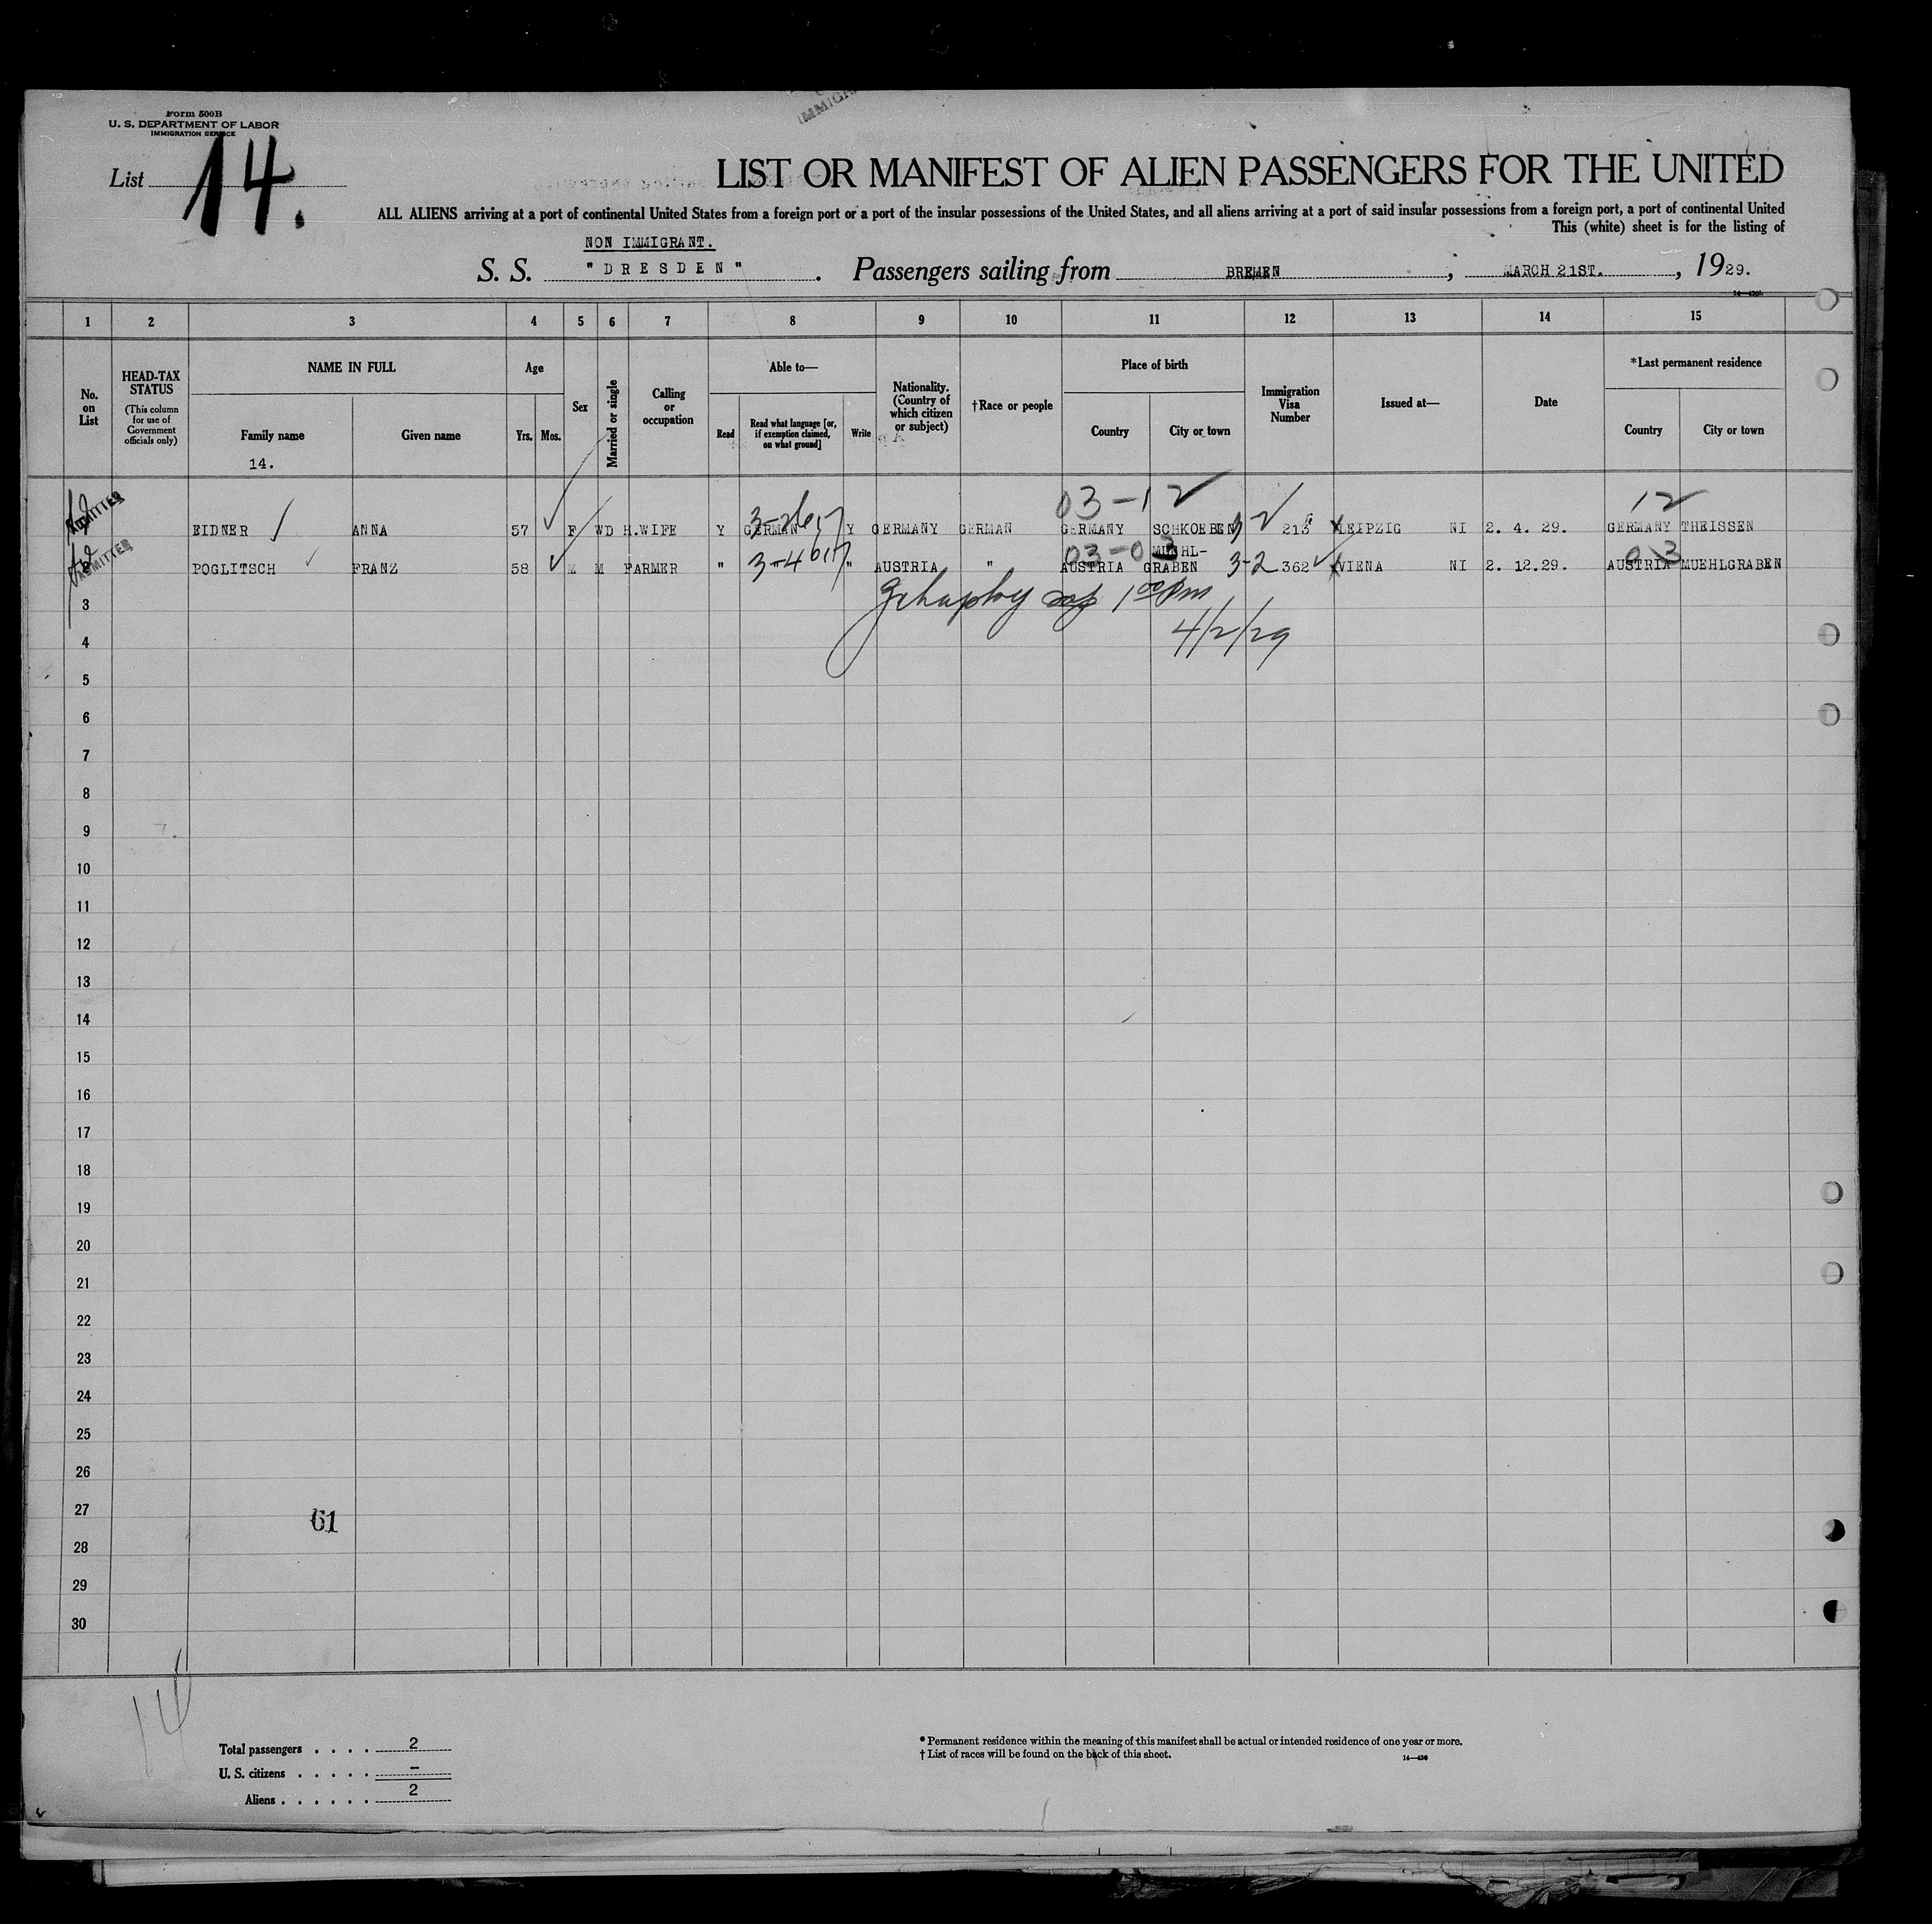 Form 500B
U. S. DEPARTMENT OF LABOR
IMMIGRATION SERVICE
List 14.
LIST OR MANIFEST OF ALIEN PASSENGERS FOR THE UNITED
ALL ALIENS arriving at a port of continental United States from a foreign port or a port of the insular possessions of the United States, and all aliens arriving at a port of said insular possessions from a foreign port, a port of continental United
This (white) sheet is for the listing of
NON IMMIGRANT.
S. S. "DRESDEN". Passengers sailing from BREMEN, MARCH 21ST., 1929.
1 2 3 4 5 6 7 8 9 10 11 12 13 14 15
No. on List
HEAD-TAX STATUS
(This column for use of Government officials only)
NAME IN FULL
Family name
Given name
14.
Age
Yrs. Mos.
Sex
Married or single
Calling or occupation
Able to—
Read
Read what language [or, if exemption claimed, on what ground]
Write
Nationality. (Country of which citizen or subject)
†Race or people
Place of birth
Country
City or town
Immigration Visa Number
Issued at—
Date
*Last permanent residence
Country
City or town
03-12 12
ADMITTED EIDNER ANNA 57 F WD H.WIFE Y GERMAN Y GERMANY GERMAN GERMANY SCHKOEBEN 213 LEIPZIG NI 2. 4. 29. GERMANY THEISSEN
ADMITTED POGLITSCH FRANZ 58 M M FARMER " " AUSTRIA " AUSTRIA MUEHL-GRABEN 3-2 362 VIENA NI 2. 12.29. AUSTRIA MUEHLGRABEN
03-03 03
3
4/2/29
4
5
6
7
8
9
10
11
12
13
14
15
16
17
18
19
20
21
22
23
24
25
26
27
61
28
29
30
14
Total passengers . . . . 2
U. S. citizens . . . . . –
Aliens . . . . . . 2
* Permanent residence within the meaning of this manifest shall be actual or intended residence of one year or more.
† List of races will be found on the back of this sheet.
14—430